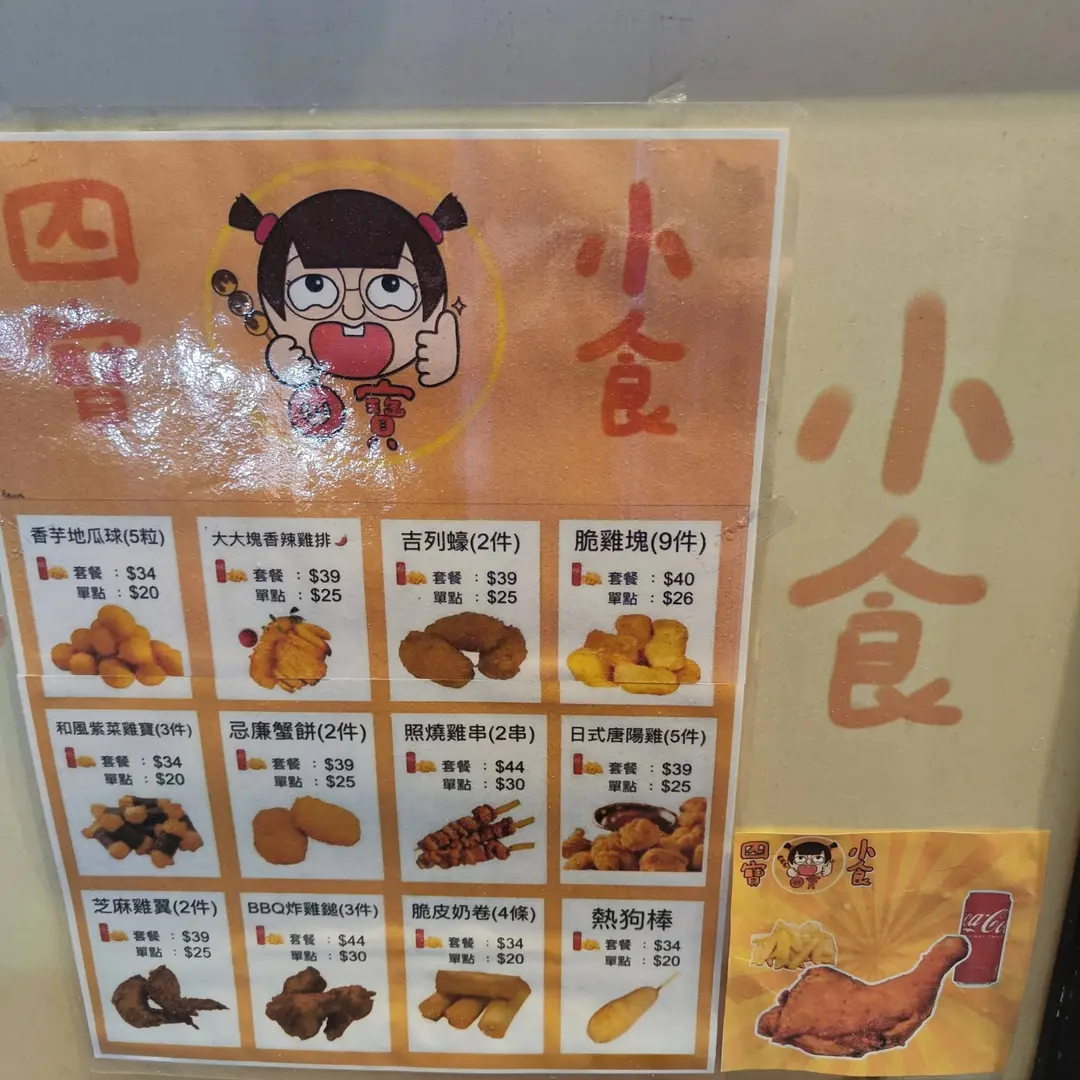 四寶
小食
四寶
小食
香芋地瓜球(5粒)
套餐 : $34
單點 : $20
大大塊香辣雞排
套餐 : $39
單點 : $25
吉列蠔(2件)
套餐 : $39
單點 : $25
脆雞塊(9件)
套餐 : $40
單點 : $26
和風紫菜雞寶(3件)
套餐 : $34
單點 : $20
忌廉蟹餅(2件)
套餐 : $39
單點 : $25
照燒雞串(2串)
套餐 : $44
單點 : $30
日式唐陽雞(5件)
套餐 : $39
單點 : $25
芝麻雞翼(2件)
套餐 : $39
單點 : $25
BBQ炸雞鎚(3件)
套餐 : $44
單點 : $30
脆皮奶卷(4條)
套餐 : $34
單點 : $20
熱狗棒
套餐 : $34
單點 : $20
四寶
小食